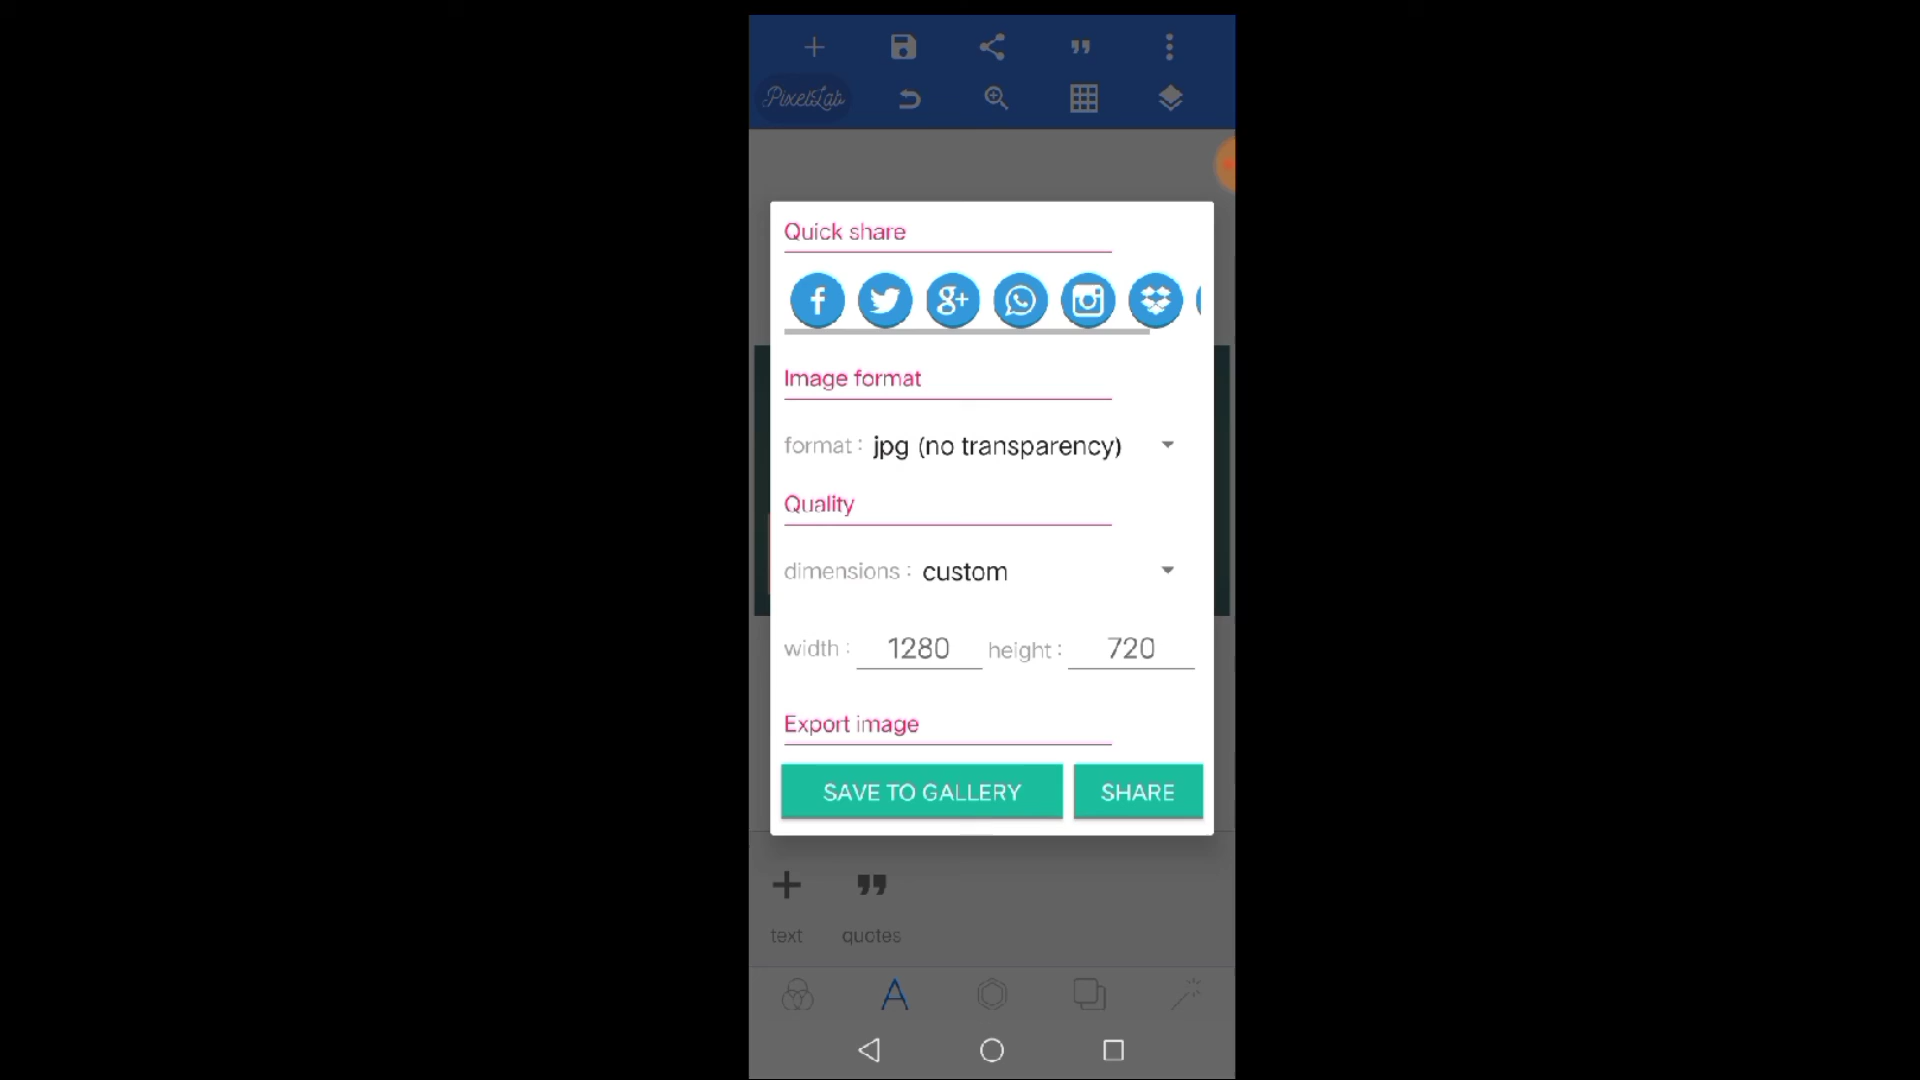 PixelLab
Quick share
Image format
format : jpg (no transparency)
Quality
dimensions : custom
width : 1280 height : 720
Export image
SAVE TO GALLERY SHARE
text quotes